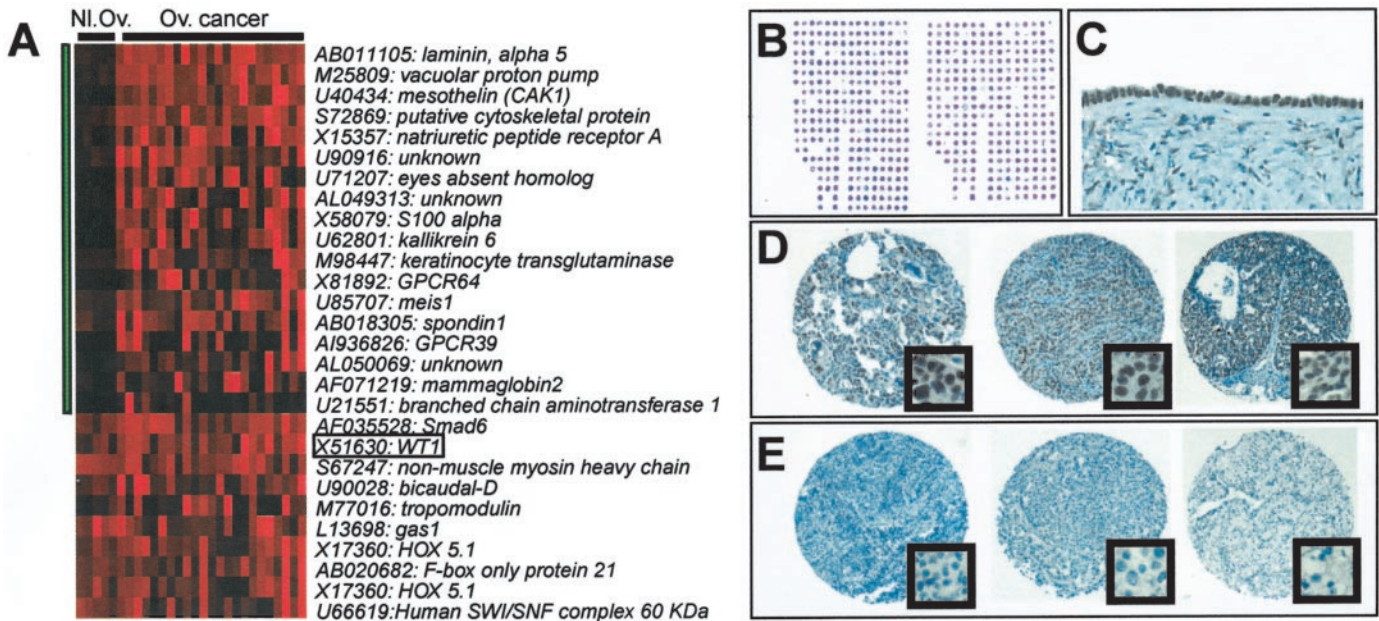 A
Nl.Ov. Ov. cancer
AB011105: laminin, alpha 5
M25809: vacuolar proton pump
U40434: mesothelin (CAK1)
S72869: putative cytoskeletal protein
X15357: natriuretic peptide receptor A
U90916: unknown
U71207: eyes absent homolog
AL049313: unknown
X58079: S100 alpha
U62801: kallikrein 6
M98447: keratinocyte transglutaminase
X81892: GPCR64
U85707: meis1
AB018305: spondin1
AI936826: GPCR39
AL050069: unknown
AF071219: mammaglobin2
U21551: branched chain aminotransferase 1
AF035528: Smad6
X51630: WT1
S67247: non-muscle myosin heavy chain
U90028: bicaudal-D
M77016: tropomodulin
L13698: gas1
X17360: HOX 5.1
AB020682: F-box only protein 21
X17360: HOX 5.1
U66619:Human SWI/SNF complex 60 KDa
B
C
D
E